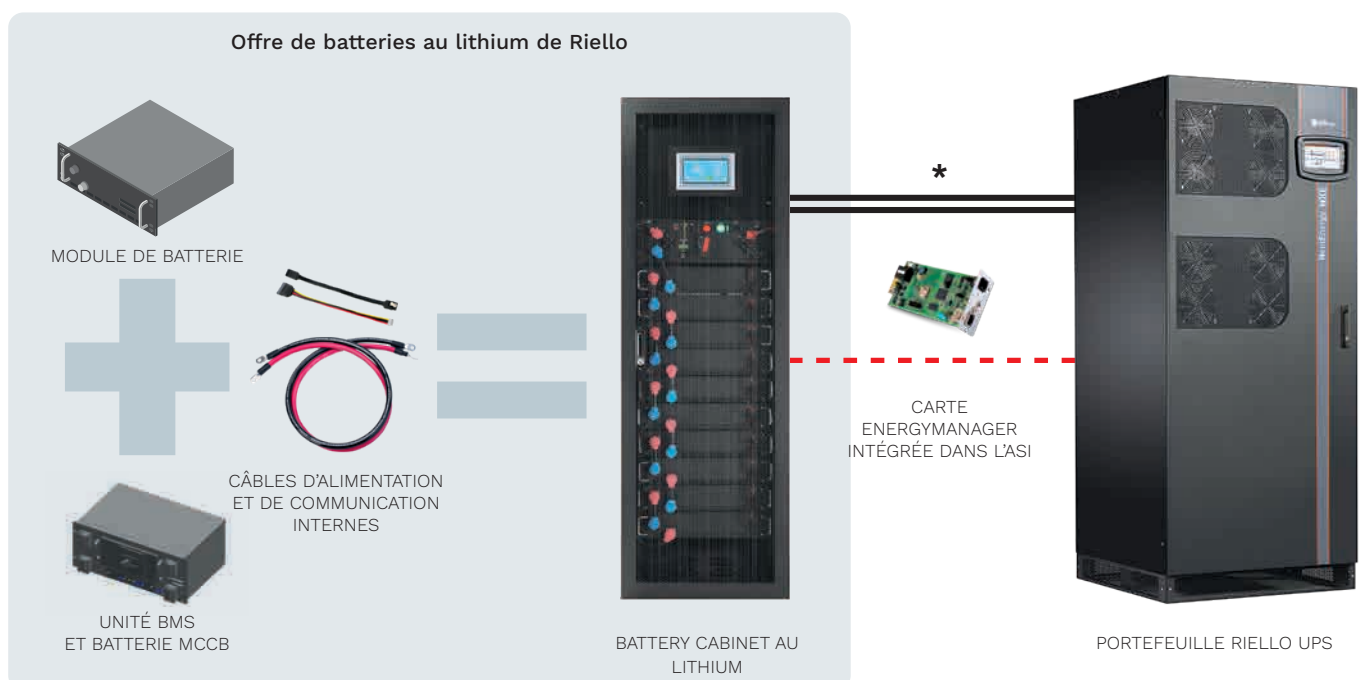 Offre de batteries au lithium de Riello
MODULE DE BATTERIE
CÂBLES D'ALIMENTATION
ET DE COMMUNICATION
INTERNES
UNITÉ BMS
ET BATTERIE MCCB
BATTERY CABINET AU
LITHIUM
*
CARTE
ENERGYMANAGER
INTÉGRÉE DANS L'ASI
PORTEFEUILLE RIELLO UPS